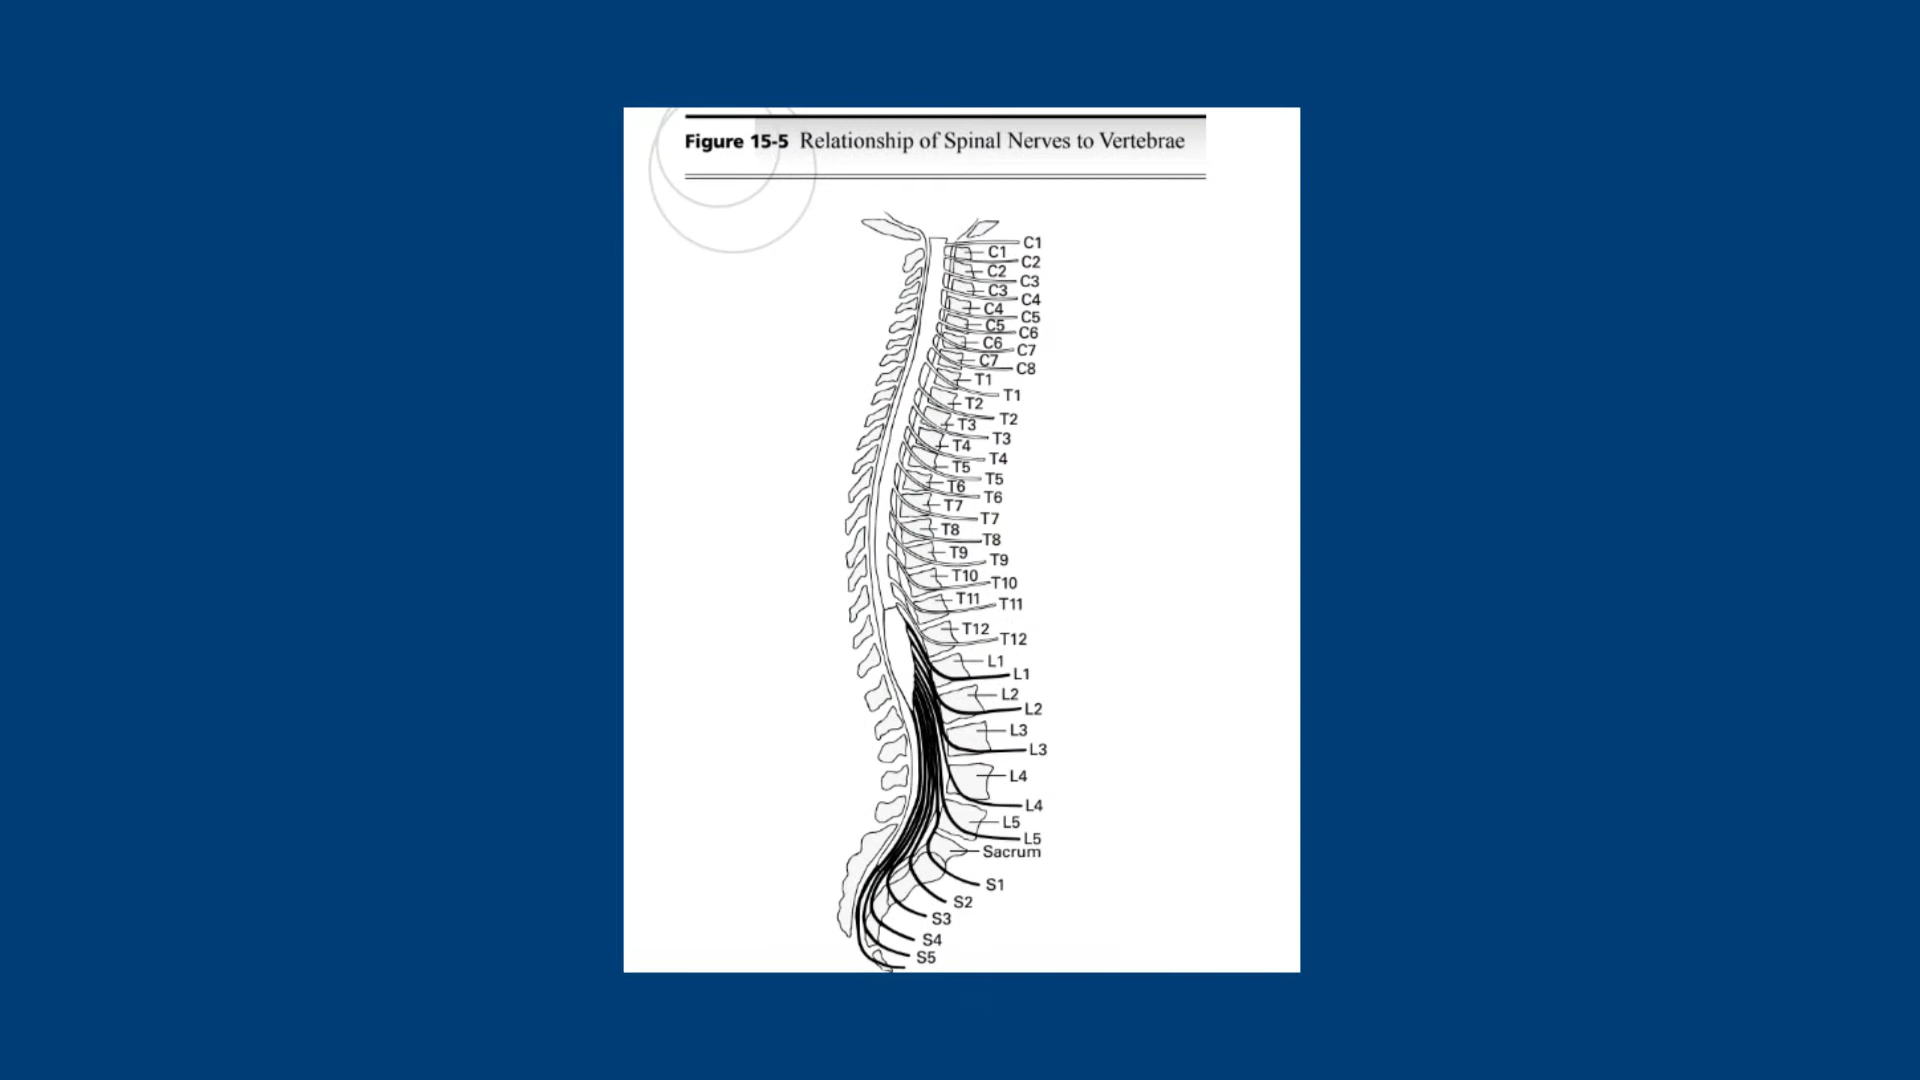 Figure 15-5 Relationship of Spinal Nerves to Vertebrae
C1
C1
C2
C2
C3
C3
C4
C4
C5
C5
C6
C6
C7
C7
C8
T1
T1
T2
T2
T3
T3
T4
T4
T5
T5
T6
T6
T7
T7
T8
T8
T9
T9
T10
T10
T11
T11
T12
T12
L1
L1
L2
L2
L3
L3
L4
L4
L5
L5
Sacrum
S1
S2
S3
S4
S5